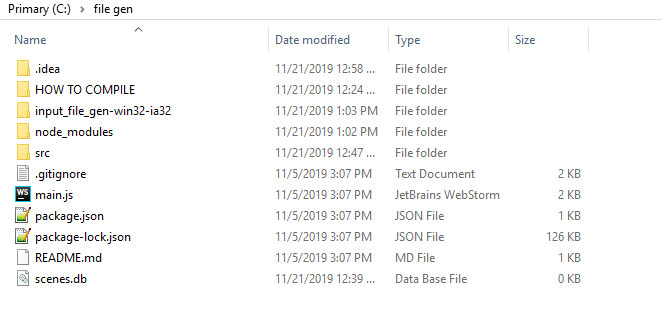 Primary (C:) > file gen
Name Date modified Type Size
.idea 11/21/2019 12:58 ... File folder
HOW TO COMPILE 11/21/2019 12:24 ... File folder
input_file_gen-win32-ia32 11/21/2019 1:03 PM File folder
node_modules 11/21/2019 1:02 PM File folder
src 11/21/2019 12:47 ... File folder
.gitignore 11/5/2019 3:07 PM Text Document 2 KB
WS main.js 11/5/2019 3:07 PM JetBrains WebStorm 2 KB
package.json 11/5/2019 3:07 PM JSON File 1 KB
package-lock.json 11/5/2019 3:07 PM JSON File 126 KB
README.md 11/5/2019 3:07 PM MD File 1 KB
scenes.db 11/21/2019 12:39 ... Data Base File 0 KB